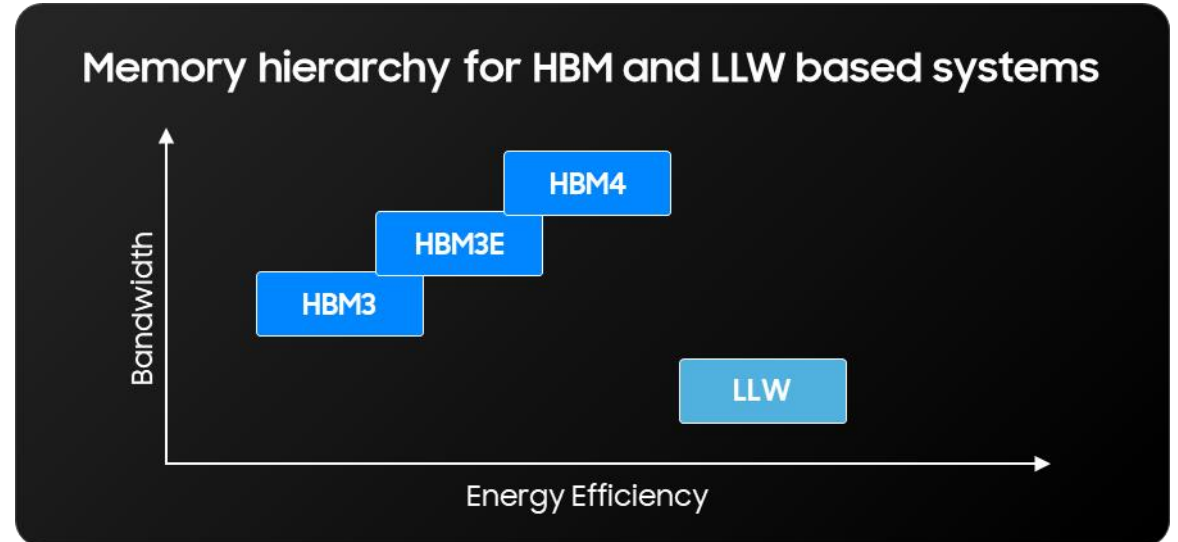 Memory hierarchy for HBM and LLW based systems
Bandwidth
HBM4
HBM3E
HBM3
LLW
Energy Efficiency